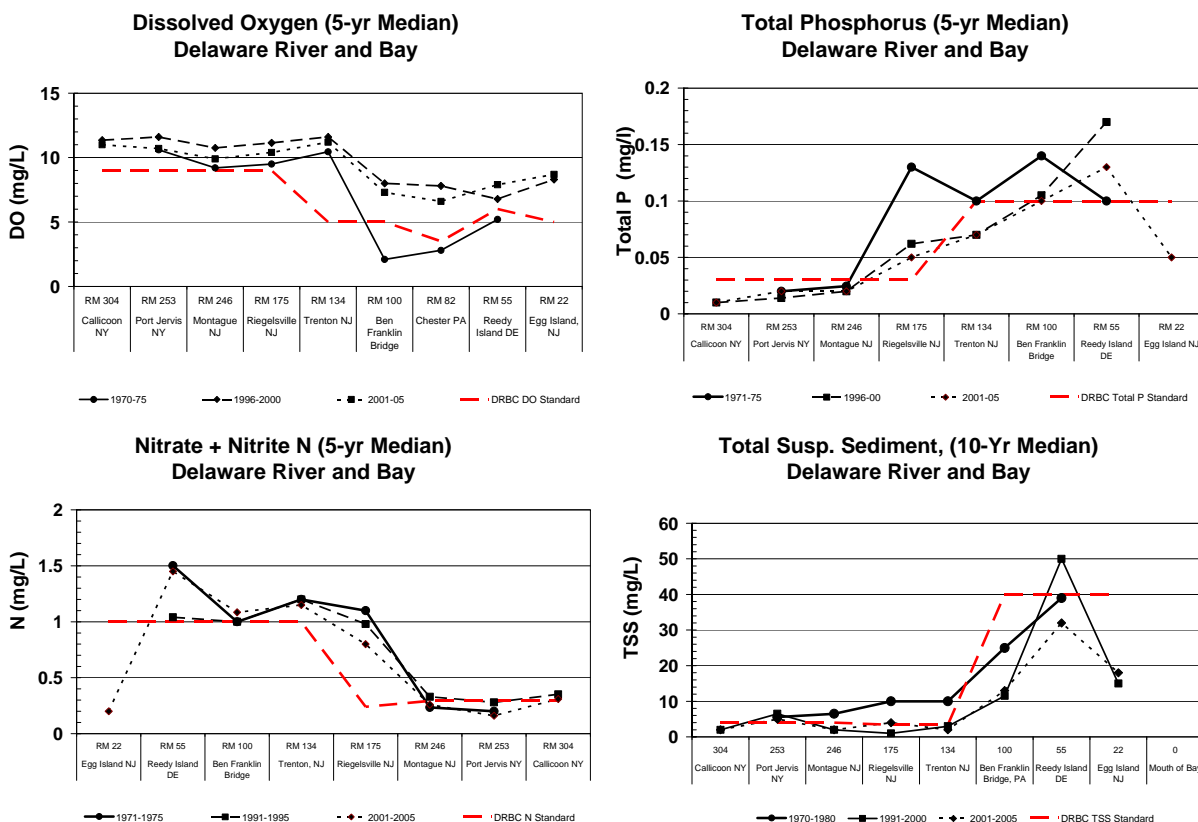 Dissolved Oxygen (5-yr Median)
Delaware River and Bay
15
10
5
0
DO (mg/L)
RM 304 RM 253 RM 246 RM 175 RM 134 RM 100 RM 82 RM 55 RM 22
Callicoon Port Jervis Montague Riegelsville Trenton NJ Ben Chester PA Reedy Egg Island,
NY NY NJ NJ Franklin Island DE NJ
Bridge
1970-75 1996-2000 2001-05 DRBC DO Standard
Total Phosphorus (5-yr Median)
Delaware River and Bay
0.2
0.15
0.1
0.05
0
Total P (mg/l)
RM 304 RM 253 RM 246 RM 175 RM 134 RM 100 RM 55 RM 22
Callicoon NY Port Jervis NY Montague NJ Riegelsville NJ Trenton NJ Ben Franklin Reedy Island Egg Island NJ
Bridge DE
1971-75 1996-00 2001-05 DRBC Total P Standard
Nitrate + Nitrite N (5-yr Median)
Delaware River and Bay
2
1.5
1
0.5
0
N (mg/L)
RM 22 RM 55 RM 100 RM 134 RM 175 RM 246 RM 253 RM 304
Egg Island NJ Reedy Island Ben Franklin Trenton, NJ Riegelsville Montague NJ Port Jervis NY Callicoon NY
DE Bridge NJ
1971-1975 1991-1995 2001-2005 DRBC N Standard
Total Susp. Sediment, (10-Yr Median)
Delaware River and Bay
60
50
40
30
20
10
0
TSS (mg/L)
304 253 246 175 134 100 55 22 0
Callicoon NY Port Jervis Montague NJ Riegelsville Trenton NJ Ben Franklin Reedy Island Egg Island Mouth of Bay
NY NJ Bridge, PA DE NJ
1970-1980 1991-2000 2001-2005 DRBC TSS Standard